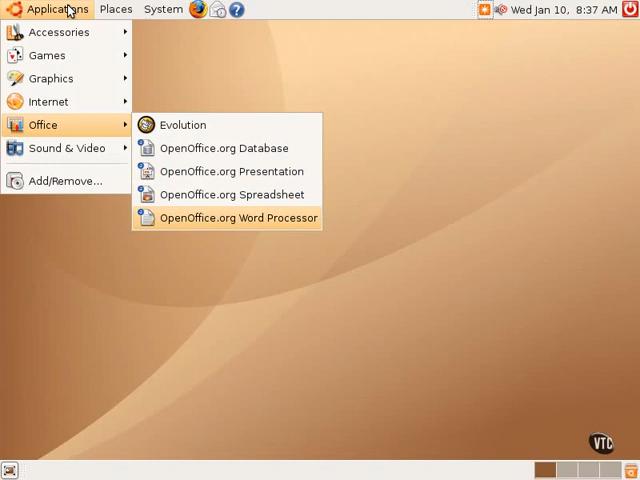 Applications Places System Wed Jan 10, 8:37 AM
Accessories
Games
Graphics
Internet
Office
Sound & Video
Add/Remove...
Evolution
OpenOffice.org Database
OpenOffice.org Presentation
OpenOffice.org Spreadsheet
OpenOffice.org Word Processor
VTC